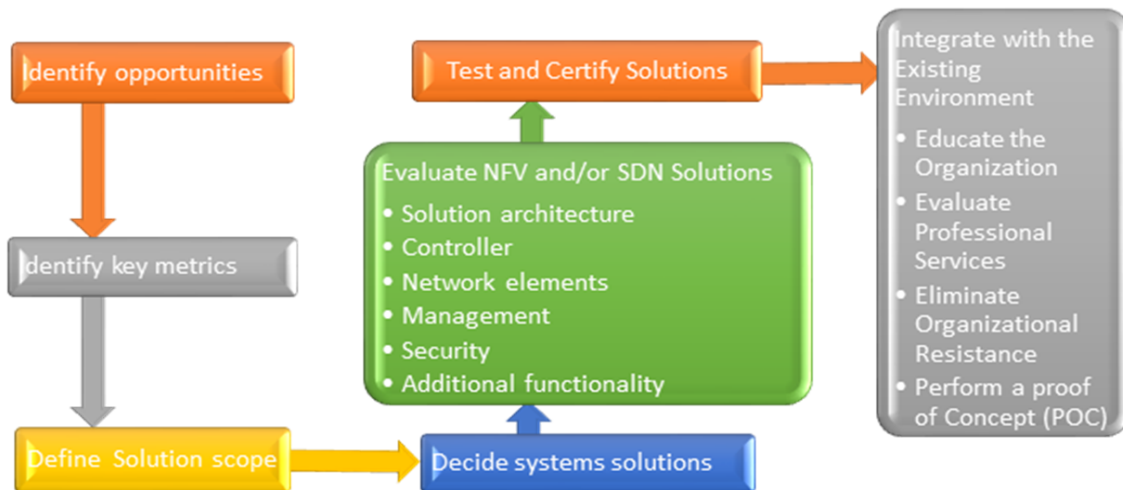 Identify opportunities
dentify key metrics
Define Solution scope
Decide systems solutions
Evaluate NFV and/or SDN Solutions
• Solution architecture
• Controller
• Network elements
• Management
• Security
• Additional functionality
Test and Certify Solutions
Integrate with the
Existing
Environment
• Educate the
Organization
• Evaluate
Professional
Services
• Eliminate
Organizational
Resistance
• Perform a proof
of Concept (POC)